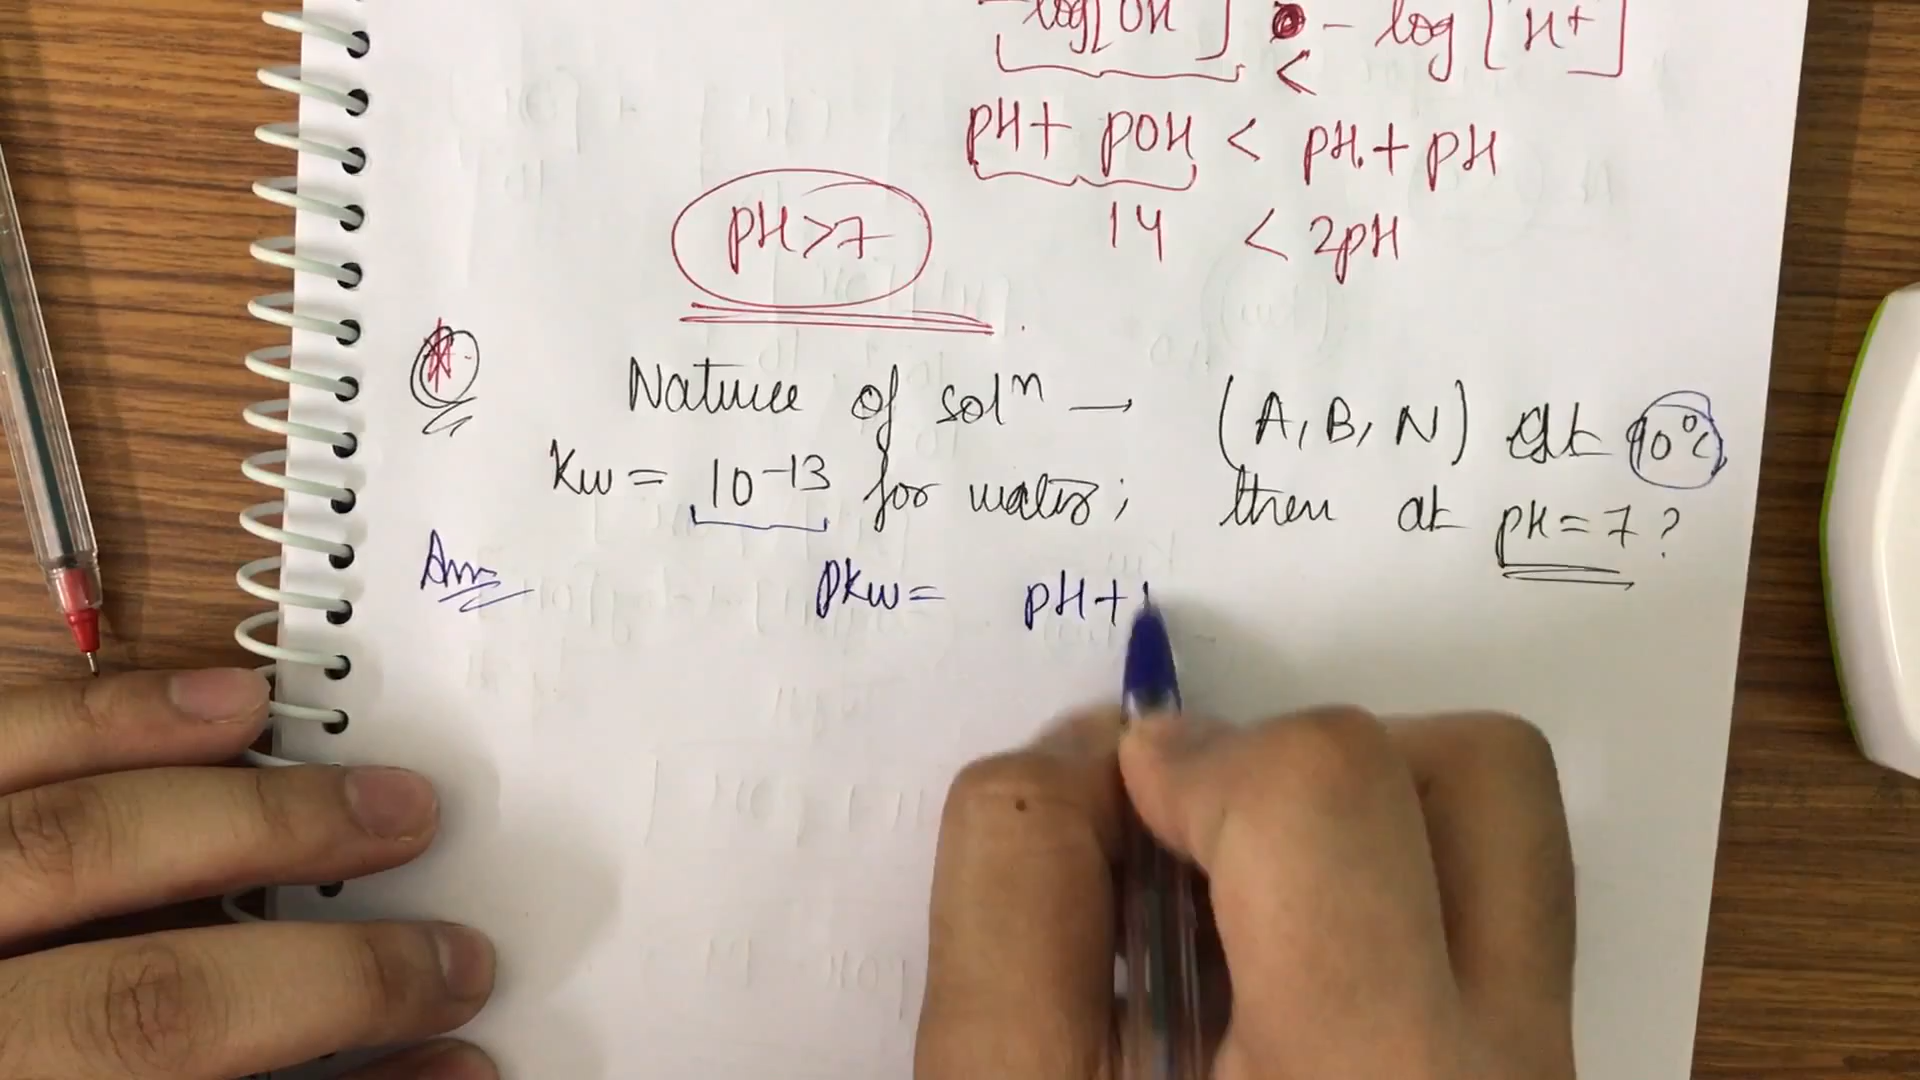 -log[OH ] - log [H+]
<
pH + pOH < pH + pH
pH>7
14 < 2pH
Nature of solⁿ → (A, B, N) at 90°C
Kw = 10⁻¹³ for water; then at pH = 7?
Ans pKw = pH +